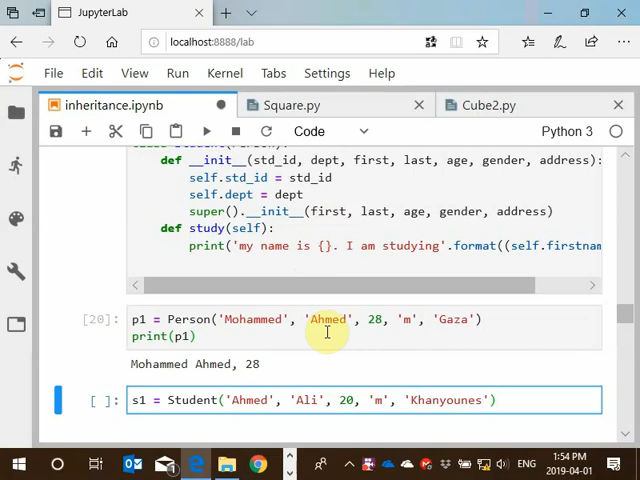 JupyterLab
localhost:8888/lab
File Edit View Run Kernel Tabs Settings Help
inheritance.ipynb Square.py Cube2.py
Code Python 3
class Student(Person):
def __init__(std_id, dept, first, last, age, gender, address):
self.std_id = std_id
self.dept = dept
super().__init__(first, last, age, gender, address)
def study(self):
print('my name is {}. I am studying'.format((self.firstnam
[20]: p1 = Person('Mohammed', 'Ahmed', 28, 'm', 'Gaza')
print(p1)
Mohammed Ahmed, 28
[ ]: s1 = Student('Ahmed', 'Ali', 20, 'm', 'Khanyounes')
ENG
1:54 PM
2019-04-01